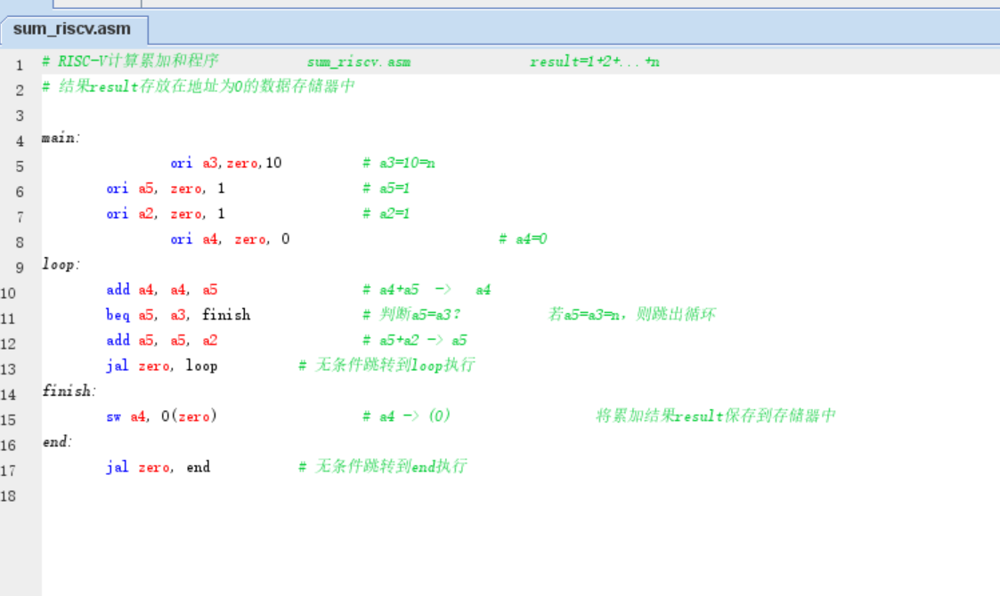 sum_riscv.asm
1 # RISC-V计算累加和程序 sum_riscv.asm result=1+2+...+n
2 # 结果result存放在地址为0的数据存储器中
3
4 main:
5 ori a3,zero,10 # a3=10=n
6 ori a5, zero, 1 # a5=1
7 ori a2, zero, 1 # a2=1
8 ori a4, zero, 0 # a4=0
9 loop:
10 add a4, a4, a5 # a4+a5 -> a4
11 beq a5, a3, finish # 判断a5=a3? 若a5=a3=n，则跳出循环
12 add a5, a5, a2 # a5+a2 -> a5
13 jal zero, loop # 无条件跳转到loop执行
14 finish:
15 sw a4, 0(zero) # a4 -> (0) 将累加结果result保存到存储器中
16 end:
17 jal zero, end # 无条件跳转到end执行
18